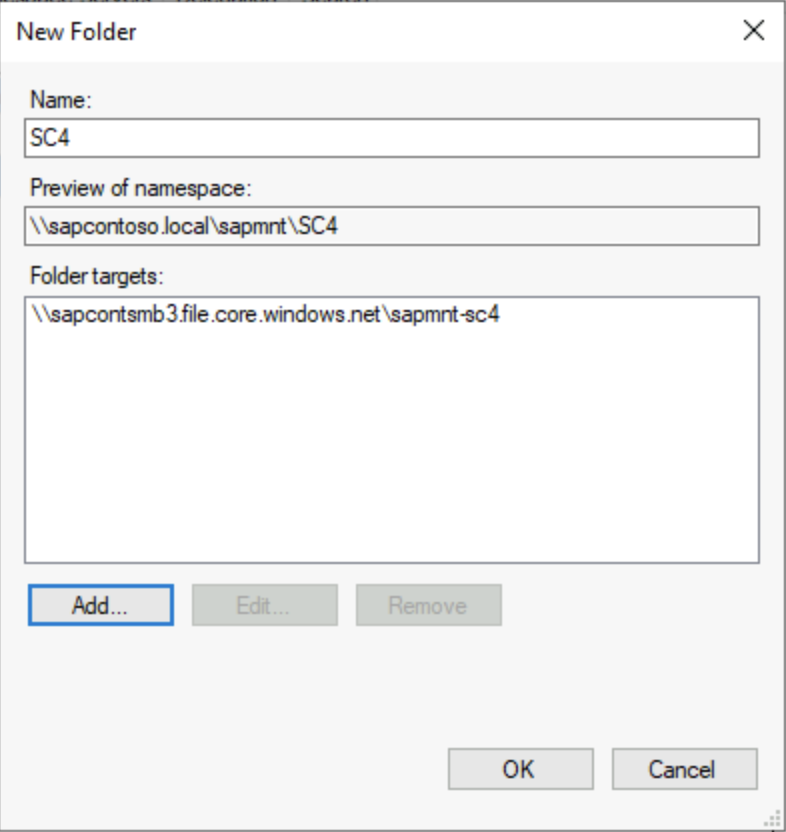 New Folder
Name:
SC4
Preview of namespace:
\\sapcontoso.local\sapmnt\SC4
Folder targets:
\\sapcontsmb3.file.core.windows.net\sapmnt-sc4
Add... Edit... Remove
OK Cancel